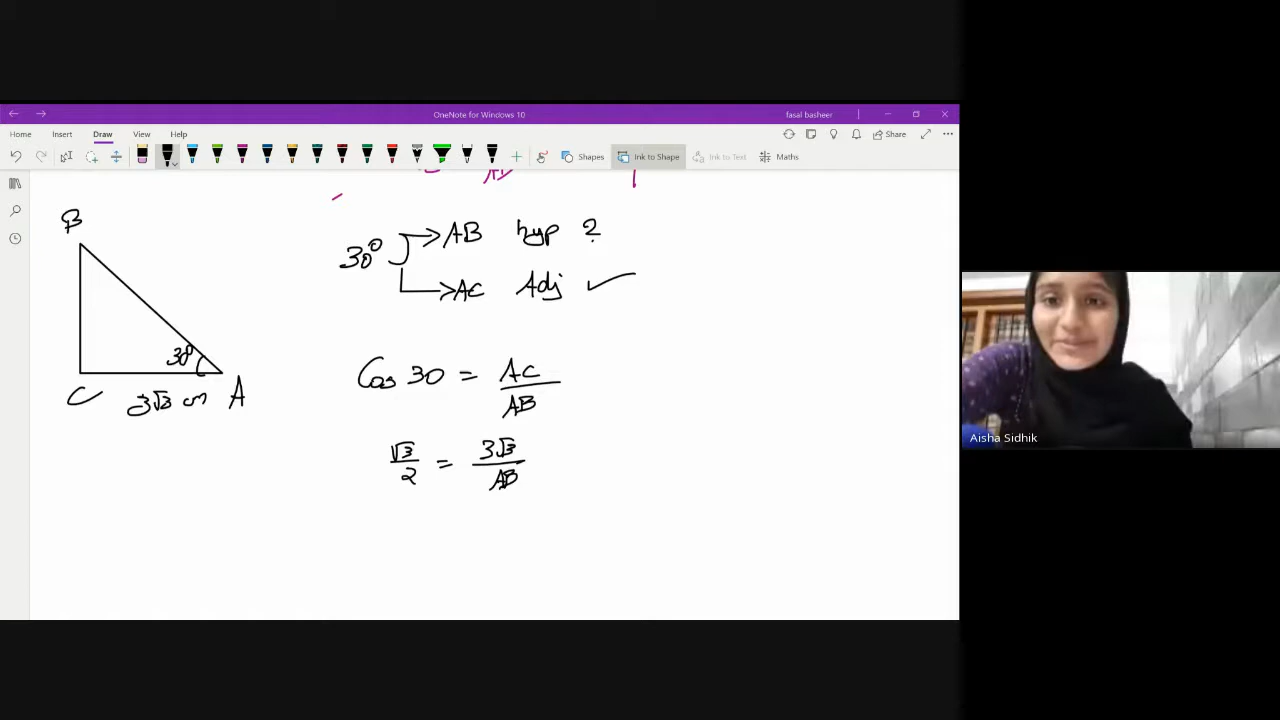 OneNote for Windows 10
fasal basheer
Home Insert Draw View Help
Share
Shapes Ink to Shape Ink to Text Maths
B
30° AB hyp ?
AC Adj ✓
30°
C 3√3 cm A
Cos 30 = AC/AB
√3/2 = 3√3/AB
Aisha Sidhik